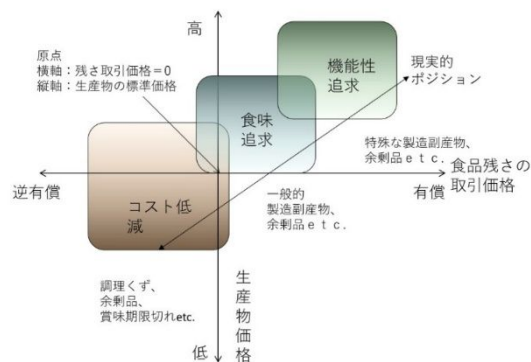 高
原点
横軸：残さ取引価格＝0
縦軸：生産物の標準価格
機能性
追求
現実的
ポジション
食味
追求
特殊な製造副産物、
余剰品ｅｔｃ.
逆有償
有償
食品残さの
取引価格
コスト低
減
一般的
製造副産物、
余剰品ｅｔｃ.
調理くず、
余剰品、
賞味期限切れetc.
生産物価格
低